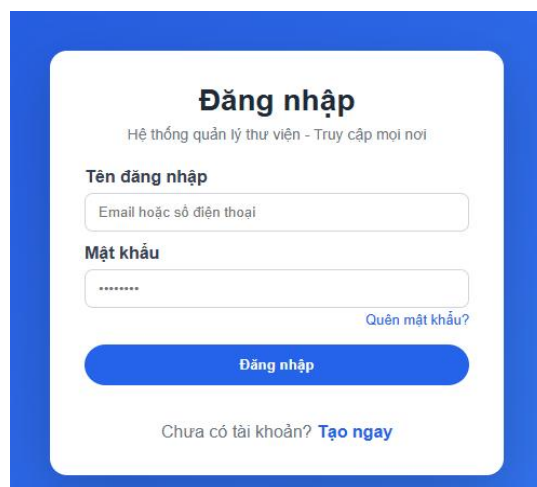 Đăng nhập
Hệ thống quản lý thư viện - Truy cập mọi nơi
Tên đăng nhập
Email hoặc số điện thoại
Mật khẩu
••••••••
Quên mật khẩu?
Đăng nhập
Chưa có tài khoản? Tạo ngay